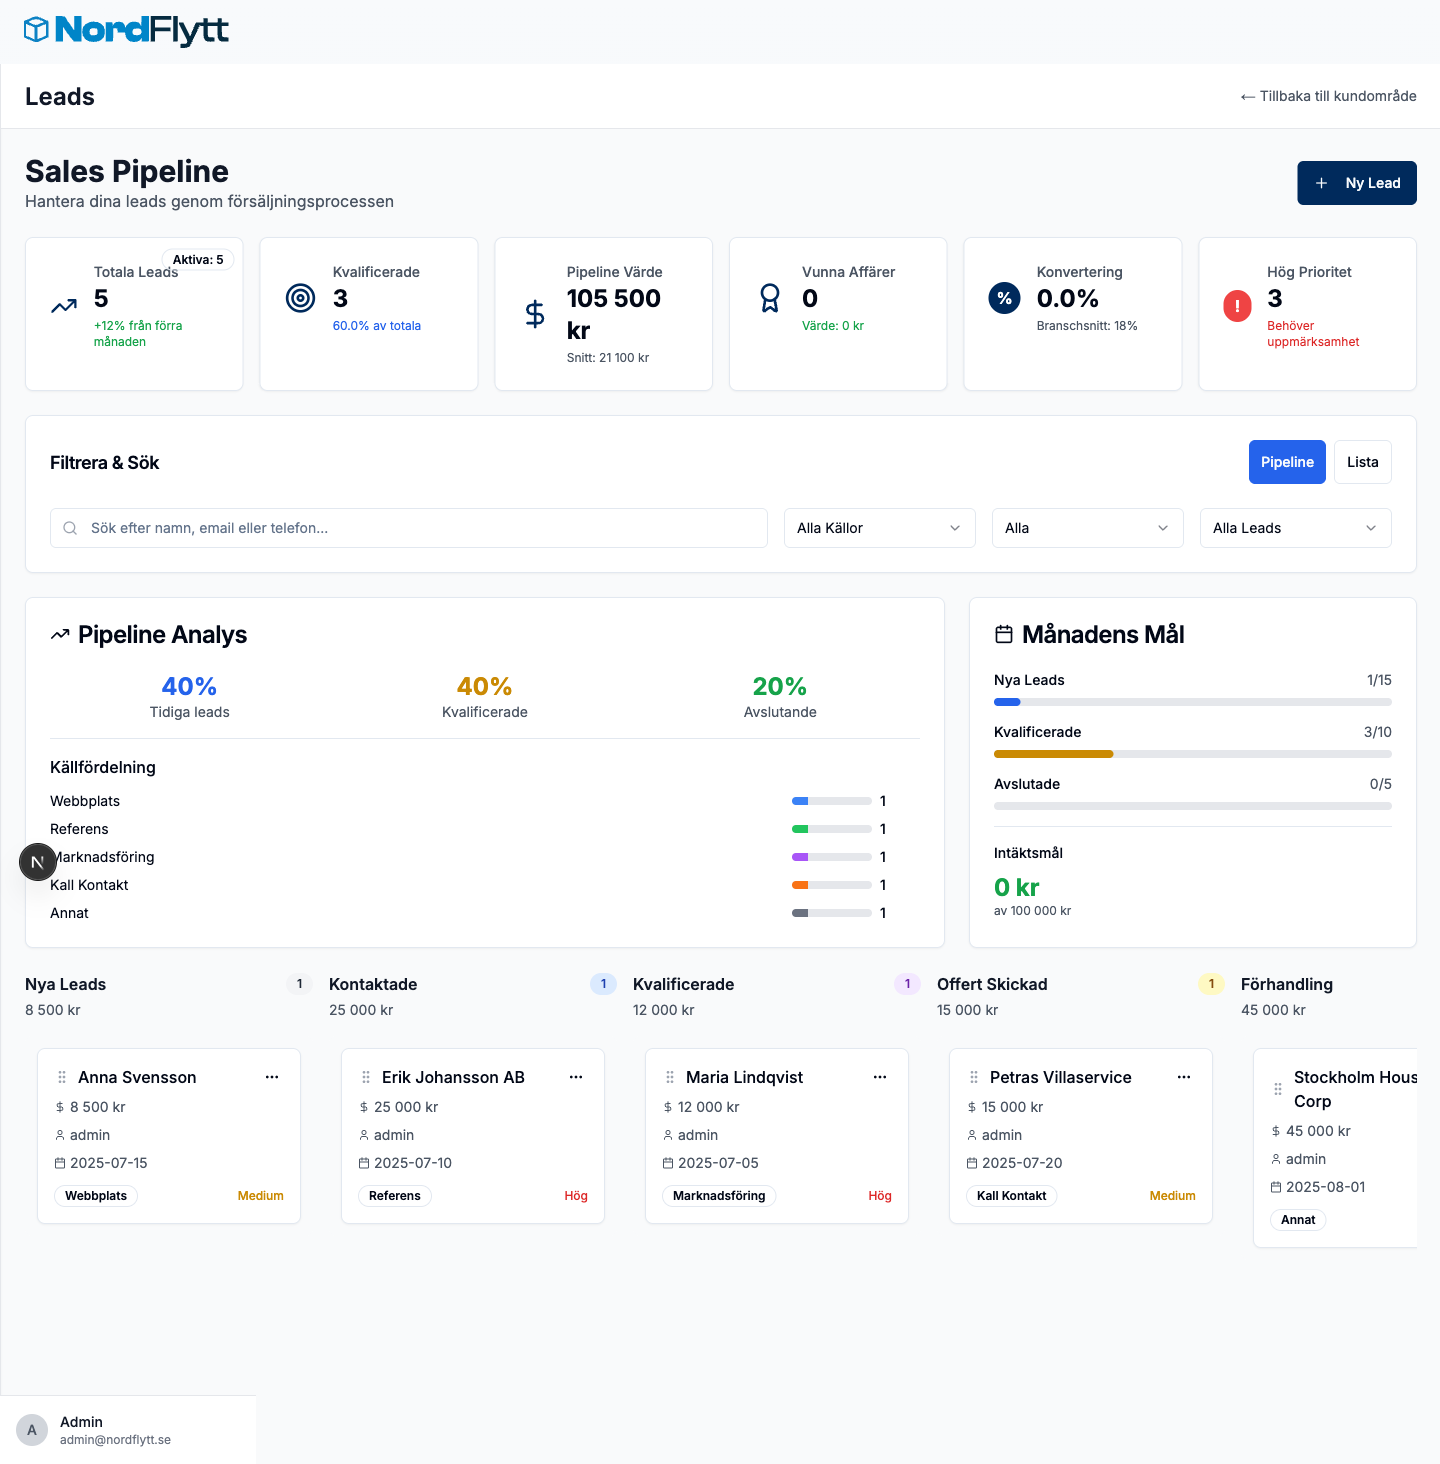 NordFlytt
Leads
← Tillbaka till kundområde
Sales Pipeline
Hantera dina leads genom försäljningsprocessen
+ Ny Lead
Aktiva: 5
Totala Leads
5
+12% från förra
månaden
Kvalificerade
3
60.0% av totala
Pipeline Värde
105 500
kr
Snitt: 21 100 kr
Vunna Affärer
0
Värde: 0 kr
%
Konvertering
0.0%
Branschsnitt: 18%
!
Hög Prioritet
3
Behöver
uppmärksamhet
Filtrera & Sök
Pipeline
Lista
Sök efter namn, email eller telefon...
Alla Källor
Alla
Alla Leads
Pipeline Analys
40%
Tidiga leads
40%
Kvalificerade
20%
Avslutande
Källfördelning
Webbplats 1
Referens 1
Marknadsföring 1
N
Kall Kontakt 1
Annat 1
Månadens Mål
Nya Leads 1/15
Kvalificerade 3/10
Avslutade 0/5
Intäktsmål
0 kr
av 100 000 kr
Nya Leads 1
8 500 kr
Anna Svensson
$ 8 500 kr
admin
2025-07-15
Webbplats Medium
Kontaktade 1
25 000 kr
Erik Johansson AB
$ 25 000 kr
admin
2025-07-10
Referens Hög
Kvalificerade 1
12 000 kr
Maria Lindqvist
$ 12 000 kr
admin
2025-07-05
Marknadsföring Hög
Offert Skickad 1
15 000 kr
Petras Villaservice
$ 15 000 kr
admin
2025-07-20
Kall Kontakt Medium
Förhandling
45 000 kr
Stockholm Hous
Corp
$ 45 000 kr
admin
2025-08-01
Annat
A
Admin
admin@nordflytt.se